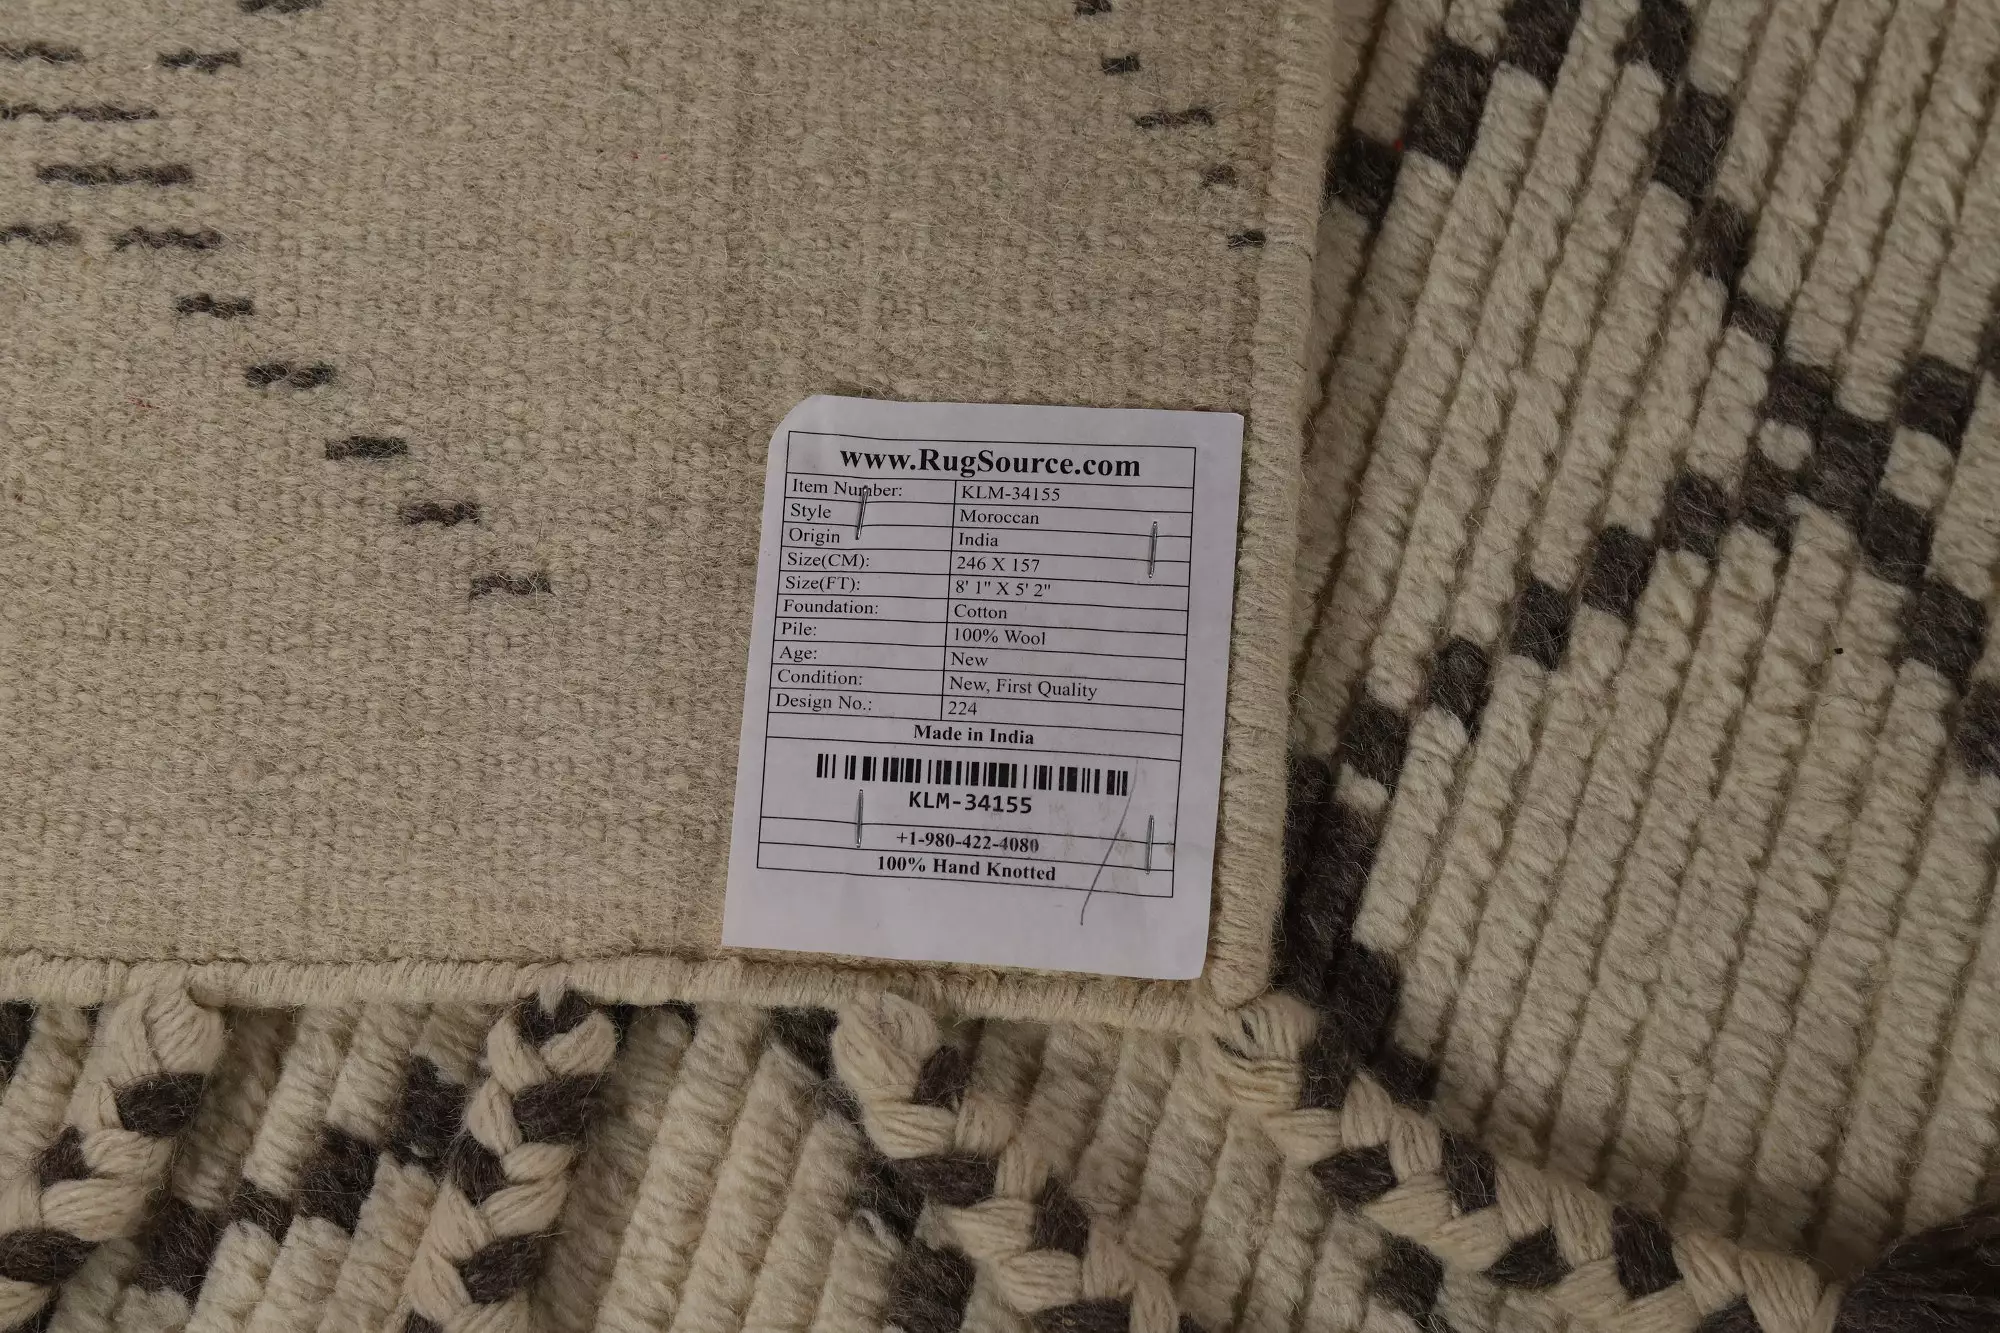 www.RugSource.com
Item Number: KLM-34155
Style Moroccan
Origin India
Size(CM): 246 X 157
Size(FT): 8' 1" X 5' 2"
Foundation: Cotton
Pile: 100% Wool
Age: New
Condition: New, First Quality
Design No.: 224
Made in India
KLM-34155
+1-980-422-4080
100% Hand Knotted